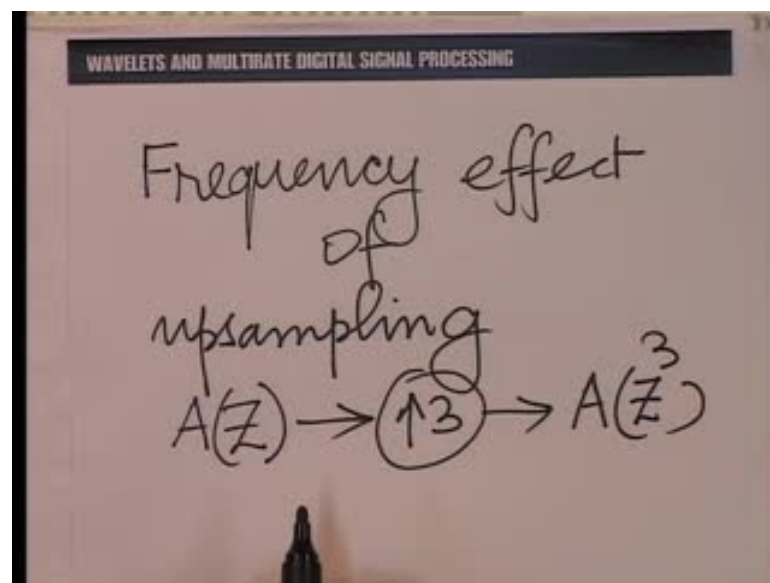 WAVELETS AND MULTIRATE DIGITAL SIGNAL PROCESSING
Frequency effect
of
upsampling
A(Z) → ↑3 → A(Z³)